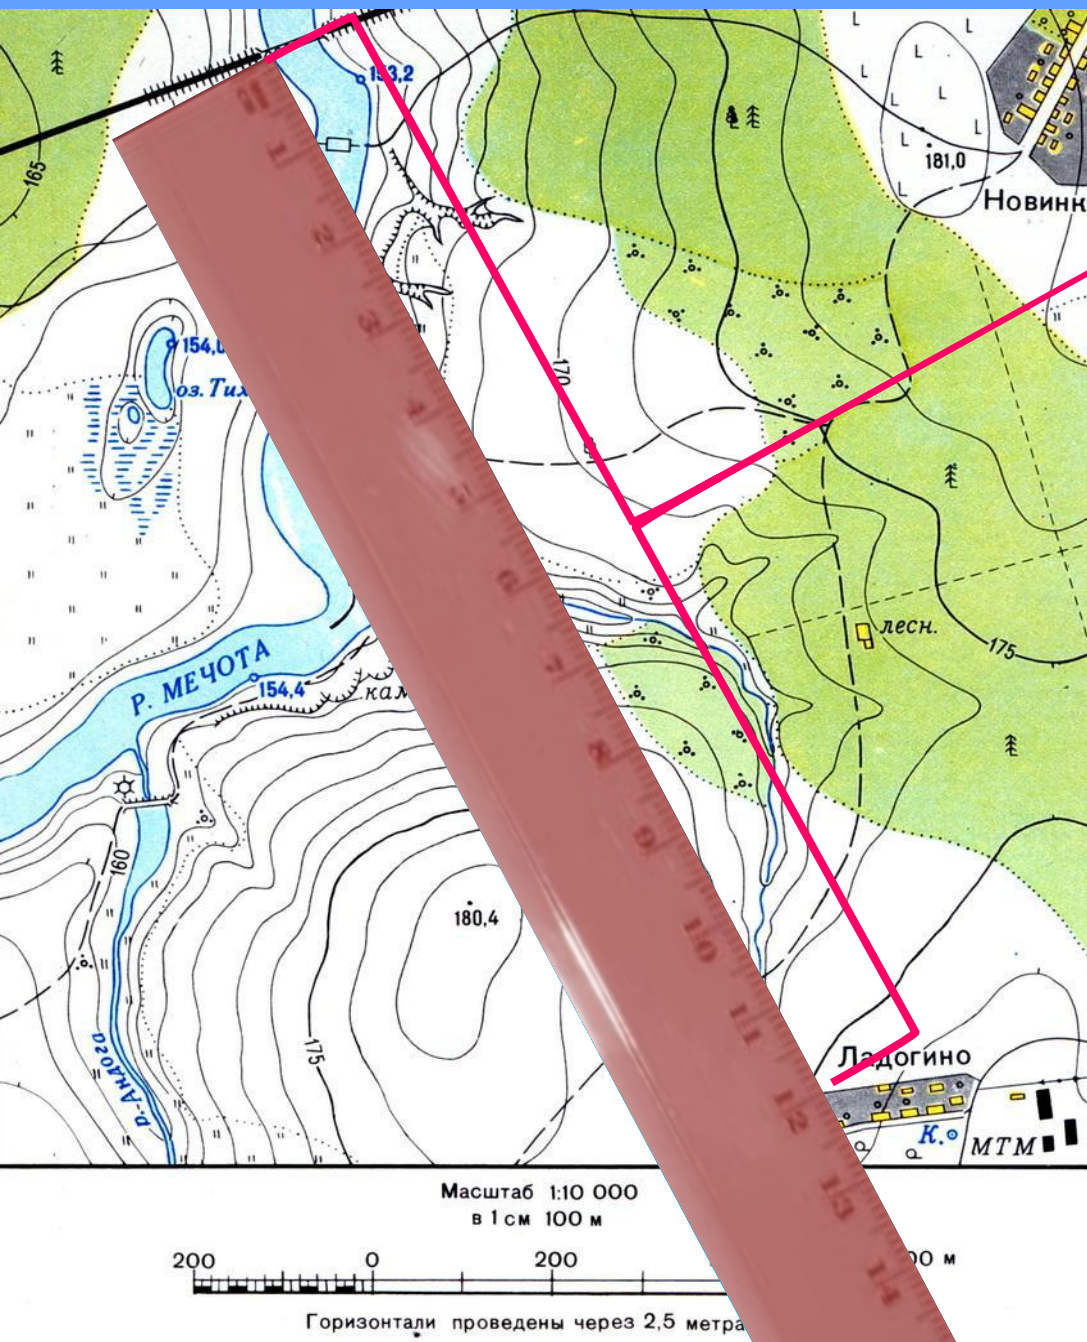 153,2
165
181,0
Новинк
154,0
оз. Тих
170
Р. МЕЧОТА
154,4
кам
лесн.
175
160
180,4
175
р. Андога
Ладогино
К.
МТМ
1
2
3
4
5
6
7
8
9
10
11
12
13
14
Масштаб 1:10 000
в 1 см 100 м
200 0 200 00 м
Горизонтали проведены через 2,5 метра